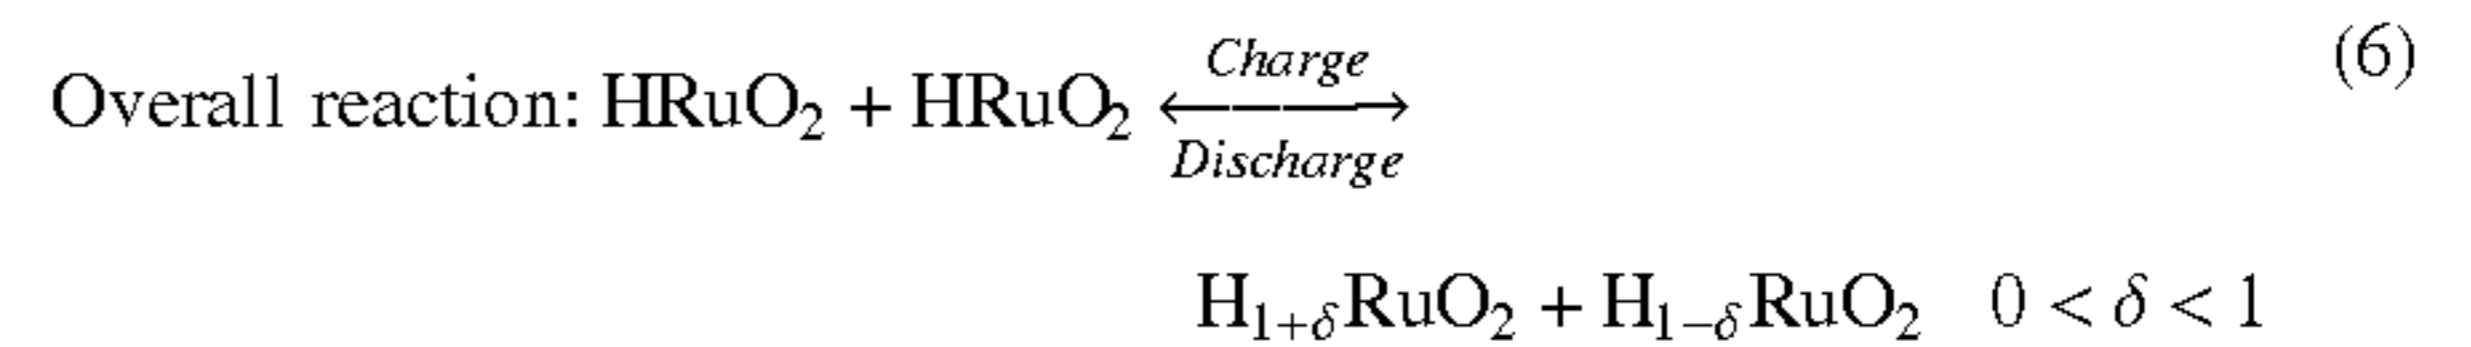 Overall reaction: HRuO₂ + HRuO₂ ⟷ Charge Discharge (6)
H₁₊δRuO₂ + H₁₋δRuO₂ 0 < δ < 1